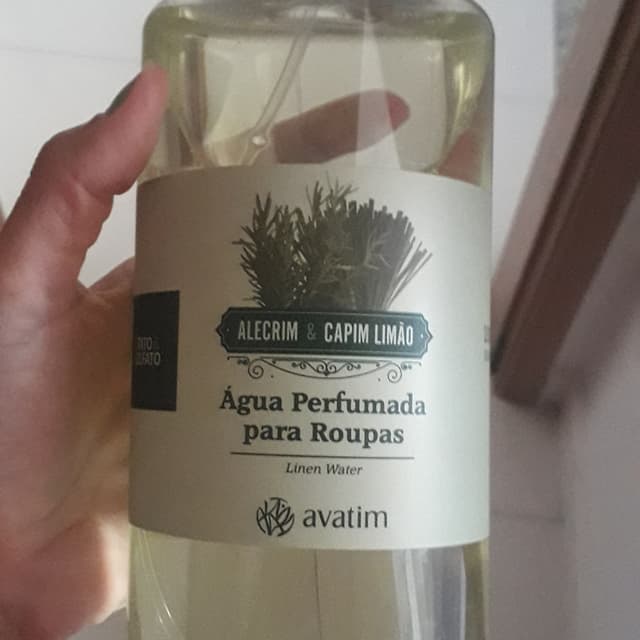 ALECRIM & CAPIM LIMÃO
Água Perfumada
para Roupas
Linen Water
avatim